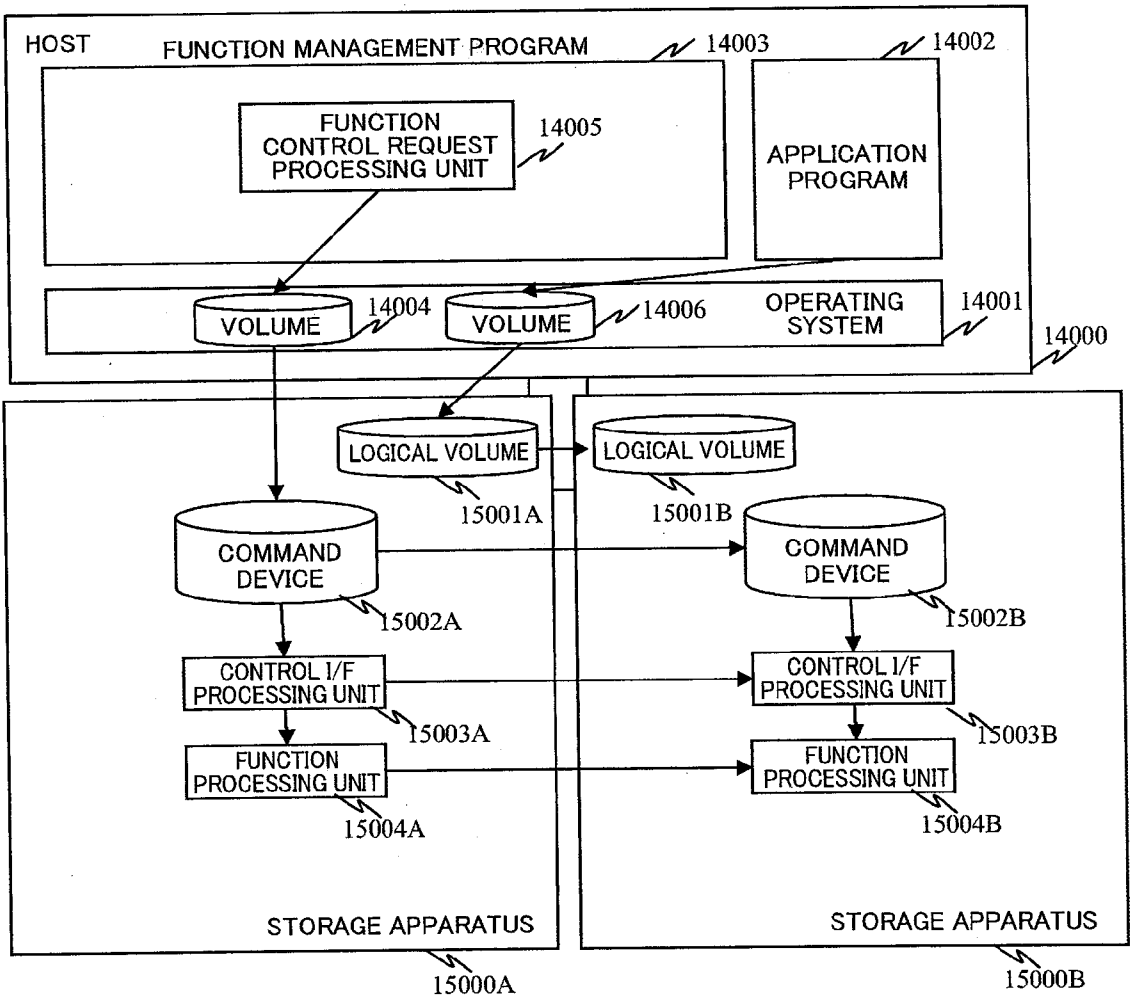 HOST
FUNCTION MANAGEMENT PROGRAM
14003
14002
FUNCTION
CONTROL REQUEST
PROCESSING UNIT
14005
APPLICATION
PROGRAM
VOLUME
14004
VOLUME
14006
OPERATING
SYSTEM
14001
14000
LOGICAL VOLUME
15001A
LOGICAL VOLUME
15001B
COMMAND
DEVICE
15002A
COMMAND
DEVICE
15002B
CONTROL I/F
PROCESSING UNIT
15003A
CONTROL I/F
PROCESSING UNIT
15003B
FUNCTION
PROCESSING UNIT
15004A
FUNCTION
PROCESSING UNIT
15004B
STORAGE APPARATUS
15000A
STORAGE APPARATUS
15000B